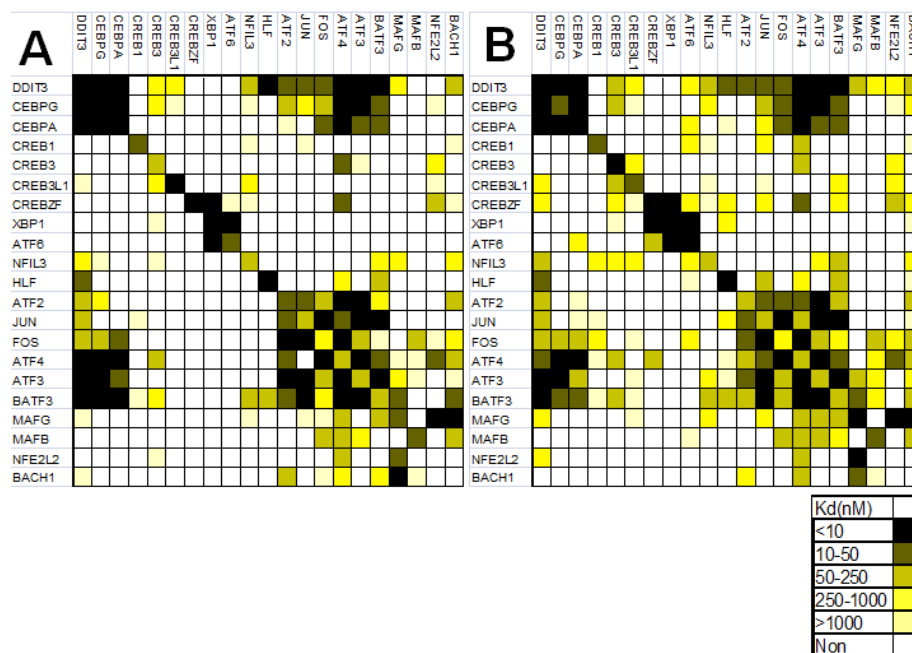 A
DDIT3 CEBPG CEBPA CREB1 CREB3 CREB3L1 CREBZF XBP1 ATF6 NFIL3 HLF ATF2 JUN FOS ATF4 ATF3 BATF3 MAFG MAFB NFE2L2 BACH1
DDIT3
CEBPG
CEBPA
CREB1
CREB3
CREB3L1
CREBZF
XBP1
ATF6
NFIL3
HLF
ATF2
JUN
FOS
ATF4
ATF3
BATF3
MAFG
MAFB
NFE2L2
BACH1
B
DDIT3 CEBPG CEBPA CREB1 CREB3 CREB3L1 CREBZF XBP1 ATF6 NFIL3 HLF ATF2 JUN FOS ATF4 ATF3 BATF3 MAFG MAFB NFE2L2
DDIT3
CEBPG
CEBPA
CREB1
CREB3
CREB3L1
CREBZF
XBP1
ATF6
NFIL3
HLF
ATF2
JUN
FOS
ATF4
ATF3
BATF3
MAFG
MAFB
NFE2L2
BACH1
Kd(nM)
<10
10-50
50-250
250-1000
>1000
Non